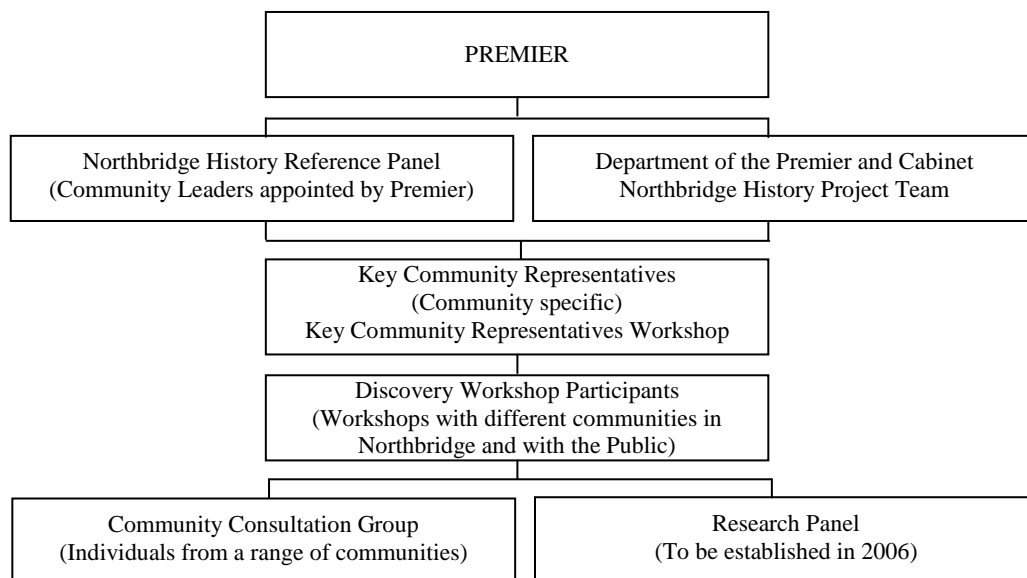 PREMIER
Northbridge History Reference Panel
(Community Leaders appointed by Premier)
Department of the Premier and Cabinet
Northbridge History Project Team
Key Community Representatives
(Community specific)
Key Community Representatives Workshop
Discovery Workshop Participants
(Workshops with different communities in
Northbridge and with the Public)
Community Consultation Group
(Individuals from a range of communities)
Research Panel
(To be established in 2006)